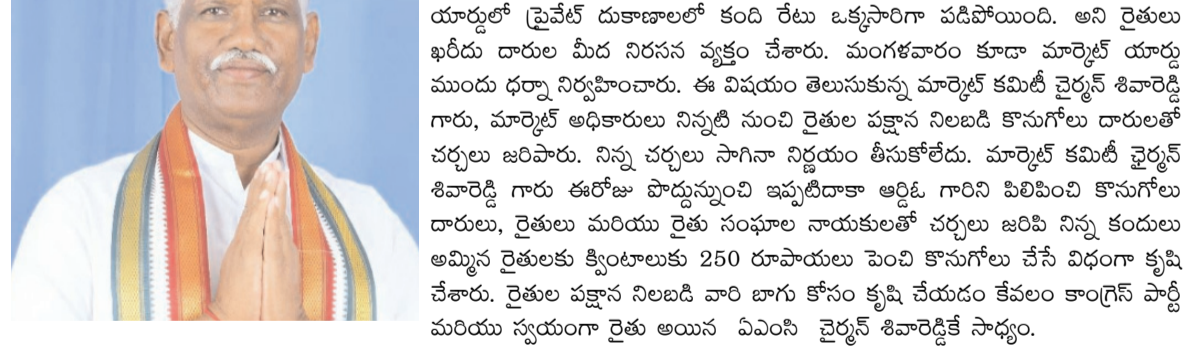 యార్డులో ప్రైవేట్ దుకాణాలలో కంది రేటు ఒక్కసారిగా పడిపోయింది. అని రైతులు
ఖరీదు దారుల మీద నిరసన వ్యక్తం చేశారు. మంగళవారం కూడా మార్కెట్ యార్డు
ముందు ధర్నా నిర్వహించారు. ఈ విషయం తెలుసుకున్న మార్కెట్ కమిటీ చైర్మన్ శివారెడ్డి
గారు, మార్కెట్ అధికారులు నిన్నటి నుంచి రైతుల పక్షాన నిలబడి కొనుగోలు దారులతో
చర్చలు జరిపారు. నిన్న చర్చలు సాగినా నిర్ణయం తీసుకోలేదు. మార్కెట్ కమిటీ ఛైర్మన్
శివారెడ్డి గారు ఈరోజు పొద్దున్నుంచి ఇప్పటిదాకా ఆర్డిఓ గారిని పిలిపించి కొనుగోలు
దారులు, రైతులు మరియు రైతు సంఘాల నాయకులతో చర్చలు జరిపి నిన్న కందులు
అమ్మిన రైతులకు క్వింటాలుకు 250 రూపాయలు పెంచి కొనుగోలు చేసే విధంగా కృషి
చేశారు. రైతుల పక్షాన నిలబడి వారి బాగు కోసం కృషి చేయడం కేవలం కాంగ్రెస్ పార్టీ
మరియు స్వయంగా రైతు అయిన ఏఎంసి చైర్మన్ శివారెడ్డికే సాధ్యం.